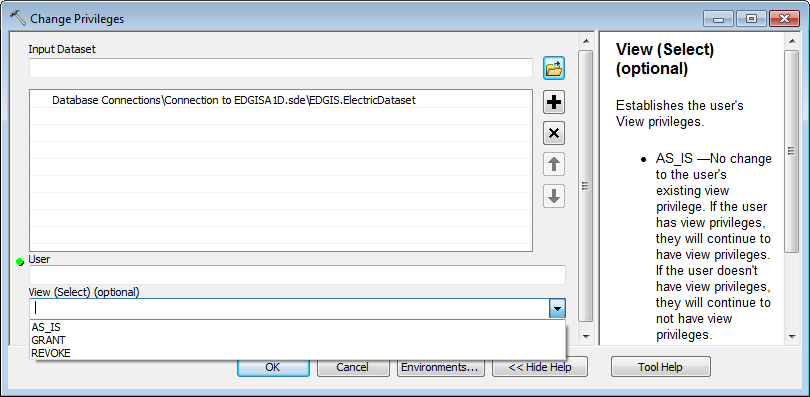 Change Privileges
Input Dataset
Database Connections\Connection to EDGISA1D.sde\EDGIS.ElectricDataset
User
View (Select) (optional)
AS_IS
GRANT
REVOKE
OK
Cancel
Environments...
<< Hide Help
Tool Help
View (Select)
(optional)
Establishes the user's
View privileges.
• AS_IS —No change
to the user's
existing view
privilege. If the user
has view privileges,
they will continue to
have view privileges.
If the user doesn't
have view privileges,
they will continue to
not have view
privileges.